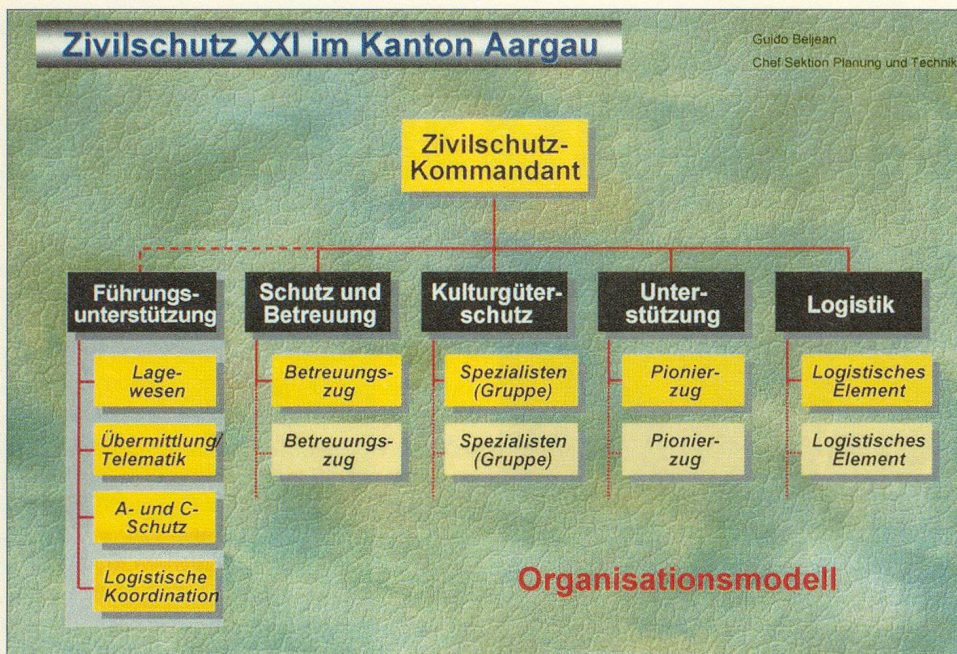 Zivilschutz XXI im Kanton Aargau
Guido Beljean
Chef Sektion Planung und Technik
Zivilschutz-
Kommandant
Führungs-
unterstützung
Lage-
wesen
Übermittlung/
Telematik
A- und C-
Schutz
Logistische
Koordination
Schutz und
Betreuung
Betreuungs-
zug
Betreuungs-
zug
Kulturgüter-
schutz
Spezialisten
(Gruppe)
Spezialisten
(Gruppe)
Unter-
stützung
Pionier-
zug
Pionier-
zug
Logistik
Logistisches
Element
Logistisches
Element
Organisationsmodell